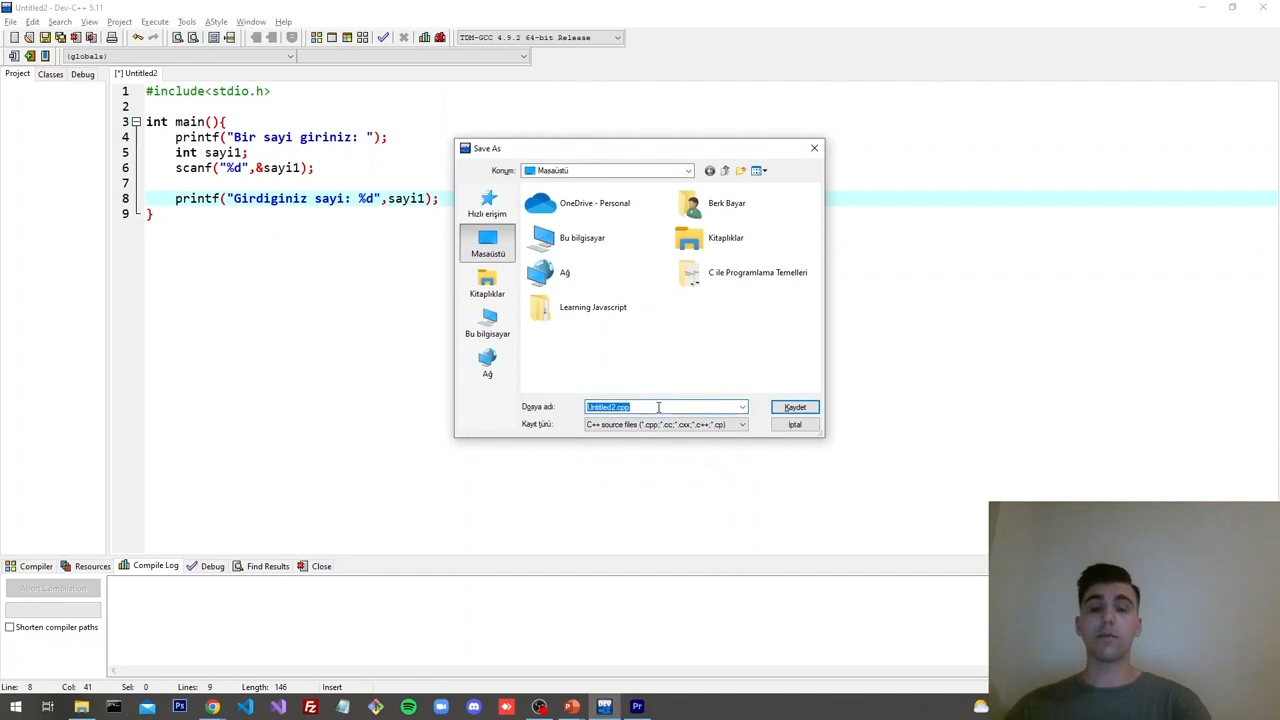 Untitled2 - Dev-C++ 5.11
File Edit Search View Project Execute Tools AStyle Window Help
TDM-GCC 4.9.2 64-bit Release
(globals)
Project Classes Debug
[*] Untitled2
1 #include<stdio.h>
2
3 int main(){
4 printf("Bir sayi giriniz: ");
5 int sayi1;
6 scanf("%d",&sayi1);
7
8 printf("Girdiginiz sayi: %d",sayi1);
9 }
Save As
Konum: Masaüstü
Hızlı erişim
Masaüstü
Kitaplıklar
Bu bilgisayar
Ağ
OneDrive - Personal
Berk Bayar
Bu bilgisayar
Kitaplıklar
Ağ
C ile Programlama Temelleri
Learning Javascript
Dosya adı: Untitled2.cpp Kaydet
Kayıt türü: C++ source files (*.cpp;*.cc;*.cxx;*.c++;*.cp) İptal
Compiler Resources Compile Log Debug Find Results Close
Abort Compilation
Shorten compiler paths
Line: 8 Col: 41 Sel: 0 Lines: 9 Length: 146 Insert
Ps
DEV
Pr